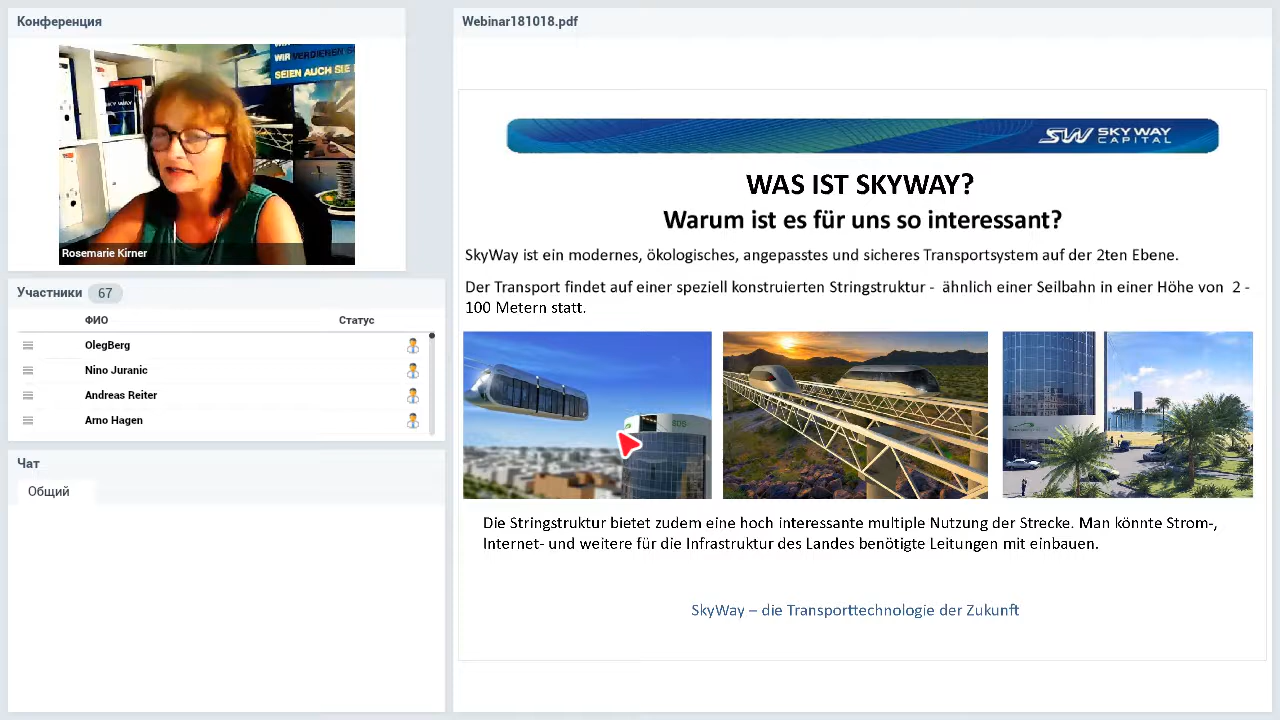 Конференция
WIR VERDIENEN
SEIEN AUCH SIE
SKY WAY
Rosemarie Kirner
Участники 67
ФИО Статус
OlegBerg
Nino Juranic
Andreas Reiter
Arno Hagen
Чат
Общий
Webinar181018.pdf
SW SKY WAY
CAPITAL
WAS IST SKYWAY?
Warum ist es für uns so interessant?
SkyWay ist ein modernes, ökologisches, angepasstes und sicheres Transportsystem auf der 2ten Ebene.
Der Transport findet auf einer speziell konstruierten Stringstruktur - ähnlich einer Seilbahn in einer Höhe von 2 -
100 Metern statt.
Die Stringstruktur bietet zudem eine hoch interessante multiple Nutzung der Strecke. Man könnte Strom-,
Internet- und weitere für die Infrastruktur des Landes benötigte Leitungen mit einbauen.
SkyWay – die Transporttechnologie der Zukunft